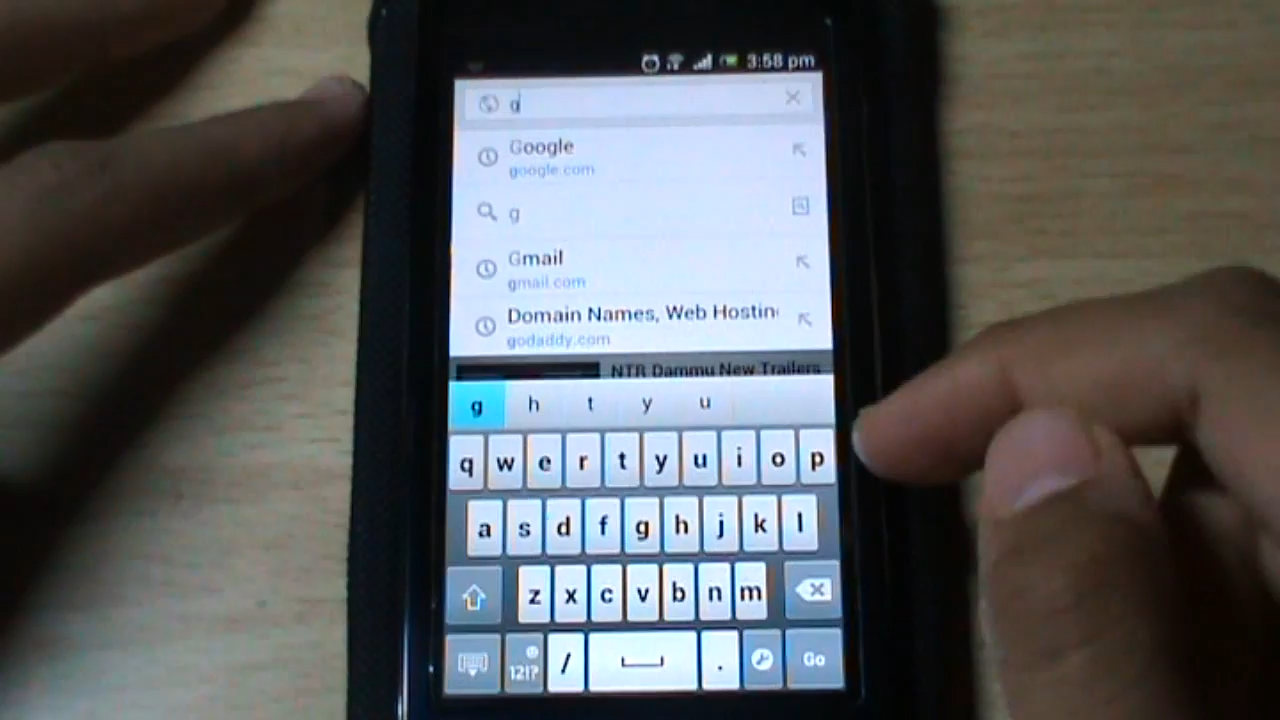 3:58 pm
g
Google
google.com
g
Gmail
gmail.com
Domain Names, Web Hostin
godaddy.com
NTR Dammu New Trailers
g h t y u
q w e r t y u i o p
a s d f g h j k l
z x c v b n m
12!? / . Go